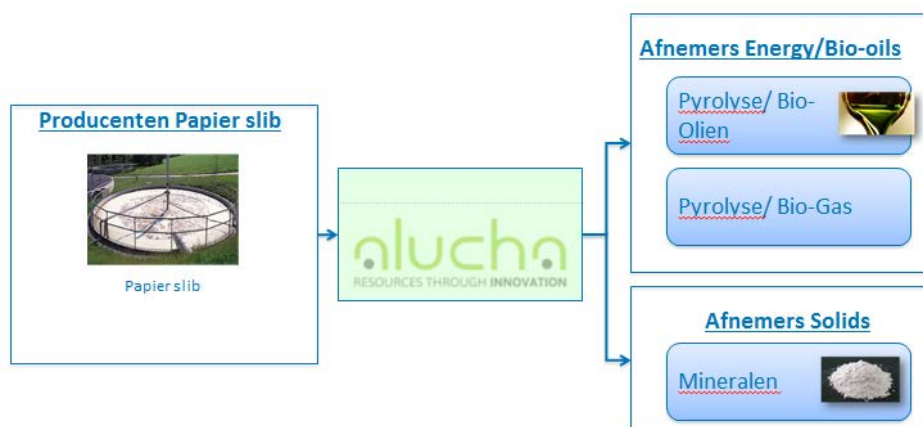 Producenten Papier slib
Papier slib
alucha
RESOURCES THROUGH INNOVATION
Afnemers Energy/Bio-oils
Pyrolyse/ Bio-
Olien
Pyrolyse/ Bio-Gas
Afnemers Solids
Mineralen